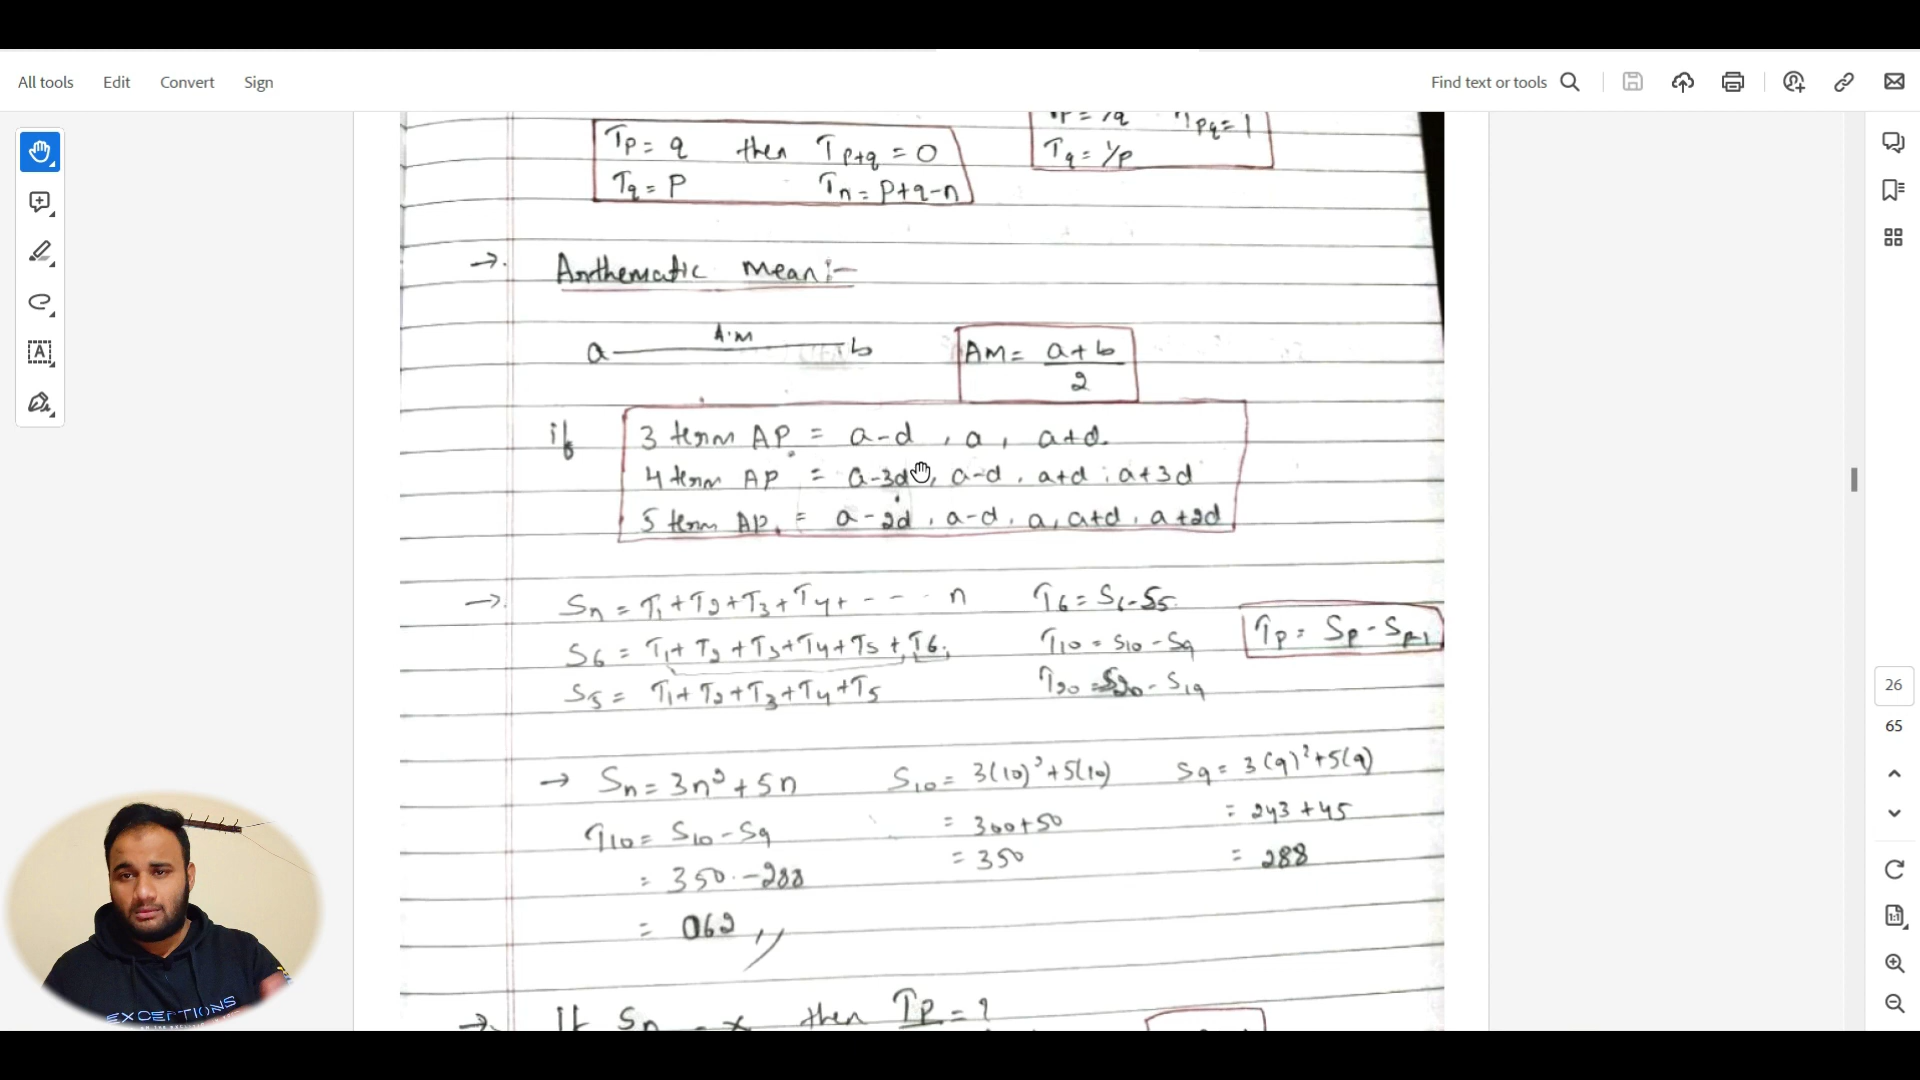 All tools Edit Convert Sign Find text or tools
Tp = q then Tp+q = 0
Tq = P Tn = P+q-n
Tpq = 1
Tq = 1/P
→. Arithematic mean:-
a A.M b AM = a+b/2
if 3 term AP = a-d, a, a+d.
4 term AP = a-3d, a-d, a+d, a+3d
5 term AP = a-2d, a-d, a, a+d, a+2d
→. Sn = T1+T2+T3+T4+ - - - n T6 = S6-S5
S6 = T1+T2+T3+T4+T5+T6. T10 = S10 - S9 Tp = Sp - Sp-1
S5 = T1+T2+T3+T4+T5 T20 = S20 - S19
26
65
→ Sn = 3n²+5n S10 = 3(10)²+5(10) S9 = 3(9)²+5(9)
T10 = S10 - S9 = 300+50 = 243+45
= 350 - 288 = 350 = 288
= 062 //
→ If Sn = x then TP = ?
EXCEPTIONS